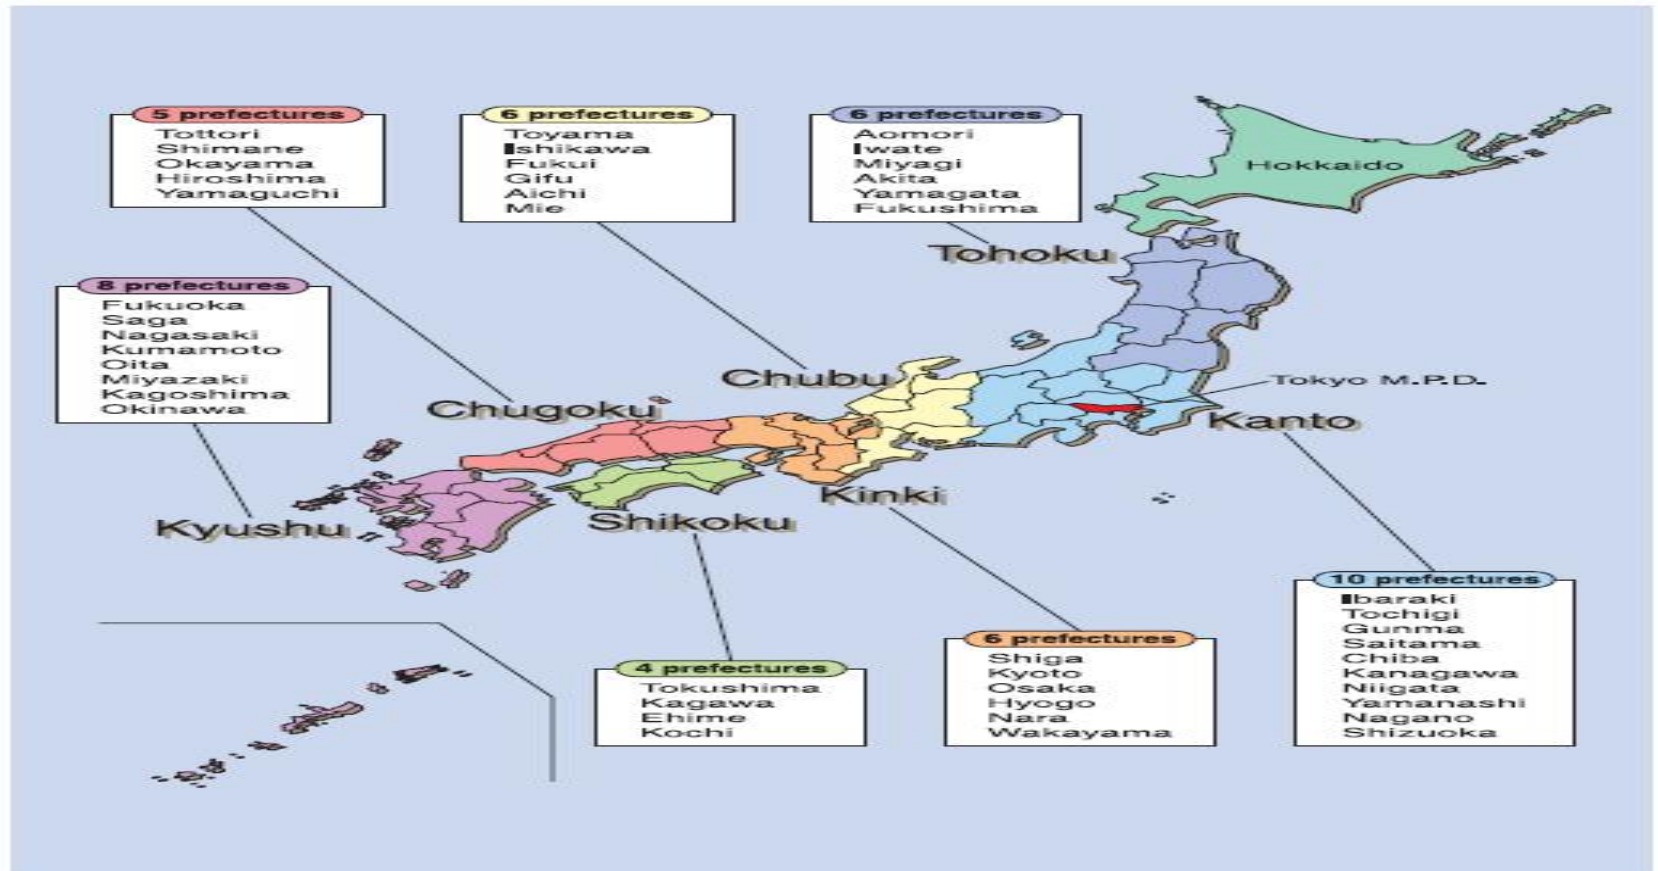 5 prefectures
Tottori
Shimane
Okayama
Hiroshima
Yamaguchi
6 prefectures
Toyama
Ishikawa
Fukui
Gifu
Aichi
Mie
6 prefectures
Aomori
Iwate
Miyagi
Akita
Yamagata
Fukushima
Hokkaido
Tohoku
8 prefectures
Fukuoka
Saga
Nagasaki
Kumamoto
Oita
Miyazaki
Kagoshima
Okinawa
Chubu
Tokyo M.P.D.
Chugoku
Kanto
Kinki
Shikoku
Kyushu
10 prefectures
Ibaraki
Tochigi
Gunma
Saitama
Chiba
Kanagawa
Niigata
Yamanashi
Nagano
Shizuoka
6 prefectures
Shiga
Kyoto
Osaka
Hyogo
Nara
Wakayama
4 prefectures
Tokushima
Kagawa
Ehime
Kochi